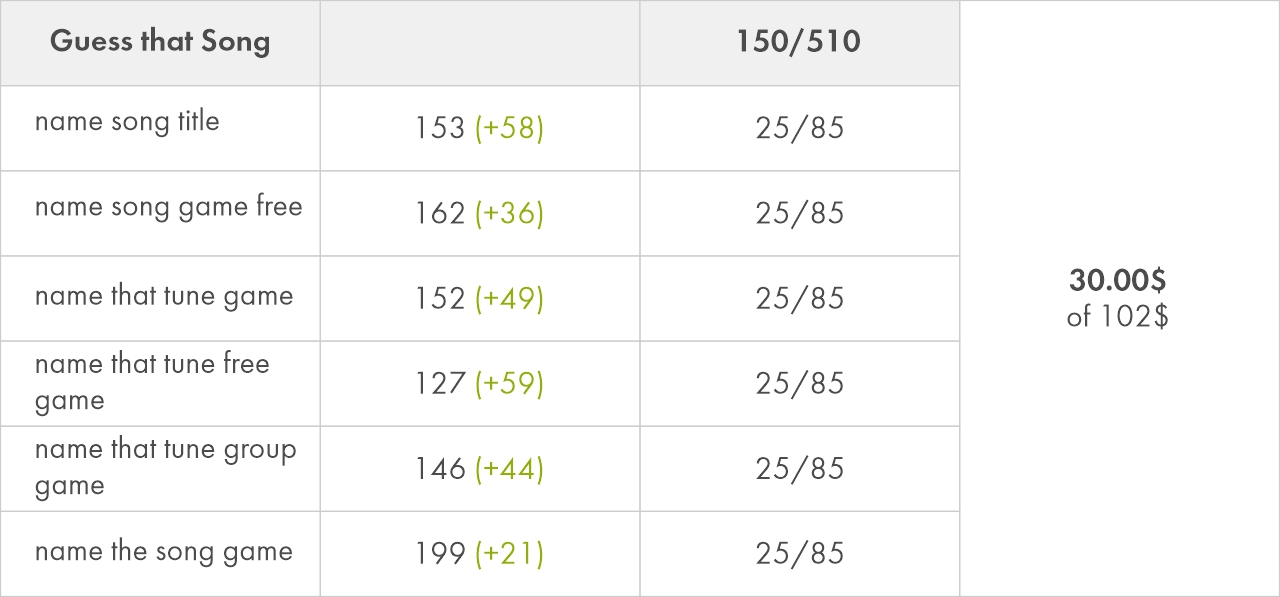 Guess that Song 150/510
name song title 153 (+58) 25/85
name song game free 162 (+36) 25/85
name that tune game 152 (+49) 25/85
name that tune free
game 127 (+59) 25/85
name that tune group
game 146 (+44) 25/85
name the song game 199 (+21) 25/85
30.00$
of 102$